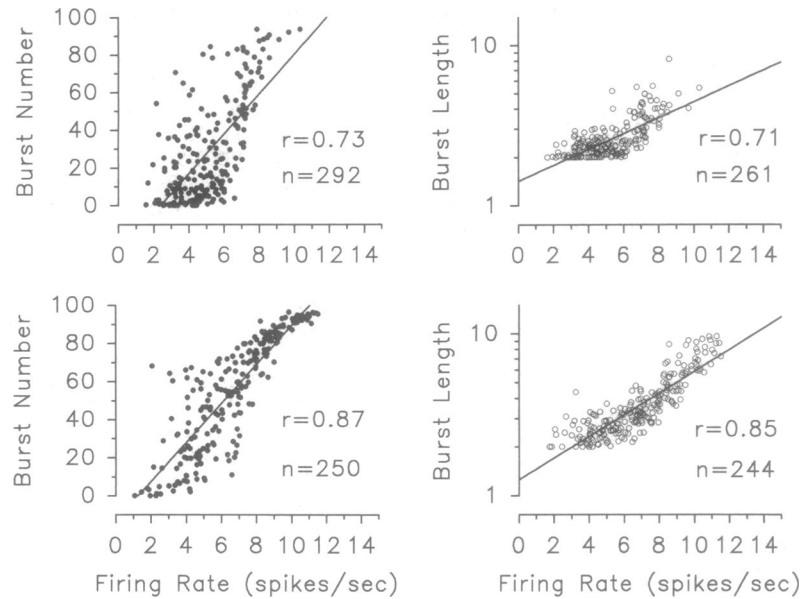 Burst Number
100
80
60
40
20
0
r=0.73
n=292
0 2 4 6 8 10 12 14
Burst Length
10
1
r=0.71
n=261
0 2 4 6 8 10 12 14
Burst Number
100
80
60
40
20
0
r=0.87
n=250
0 2 4 6 8 10 12 14
Firing Rate (spikes/sec)
Burst Length
10
1
r=0.85
n=244
0 2 4 6 8 10 12 14
Firing Rate (spikes/sec)